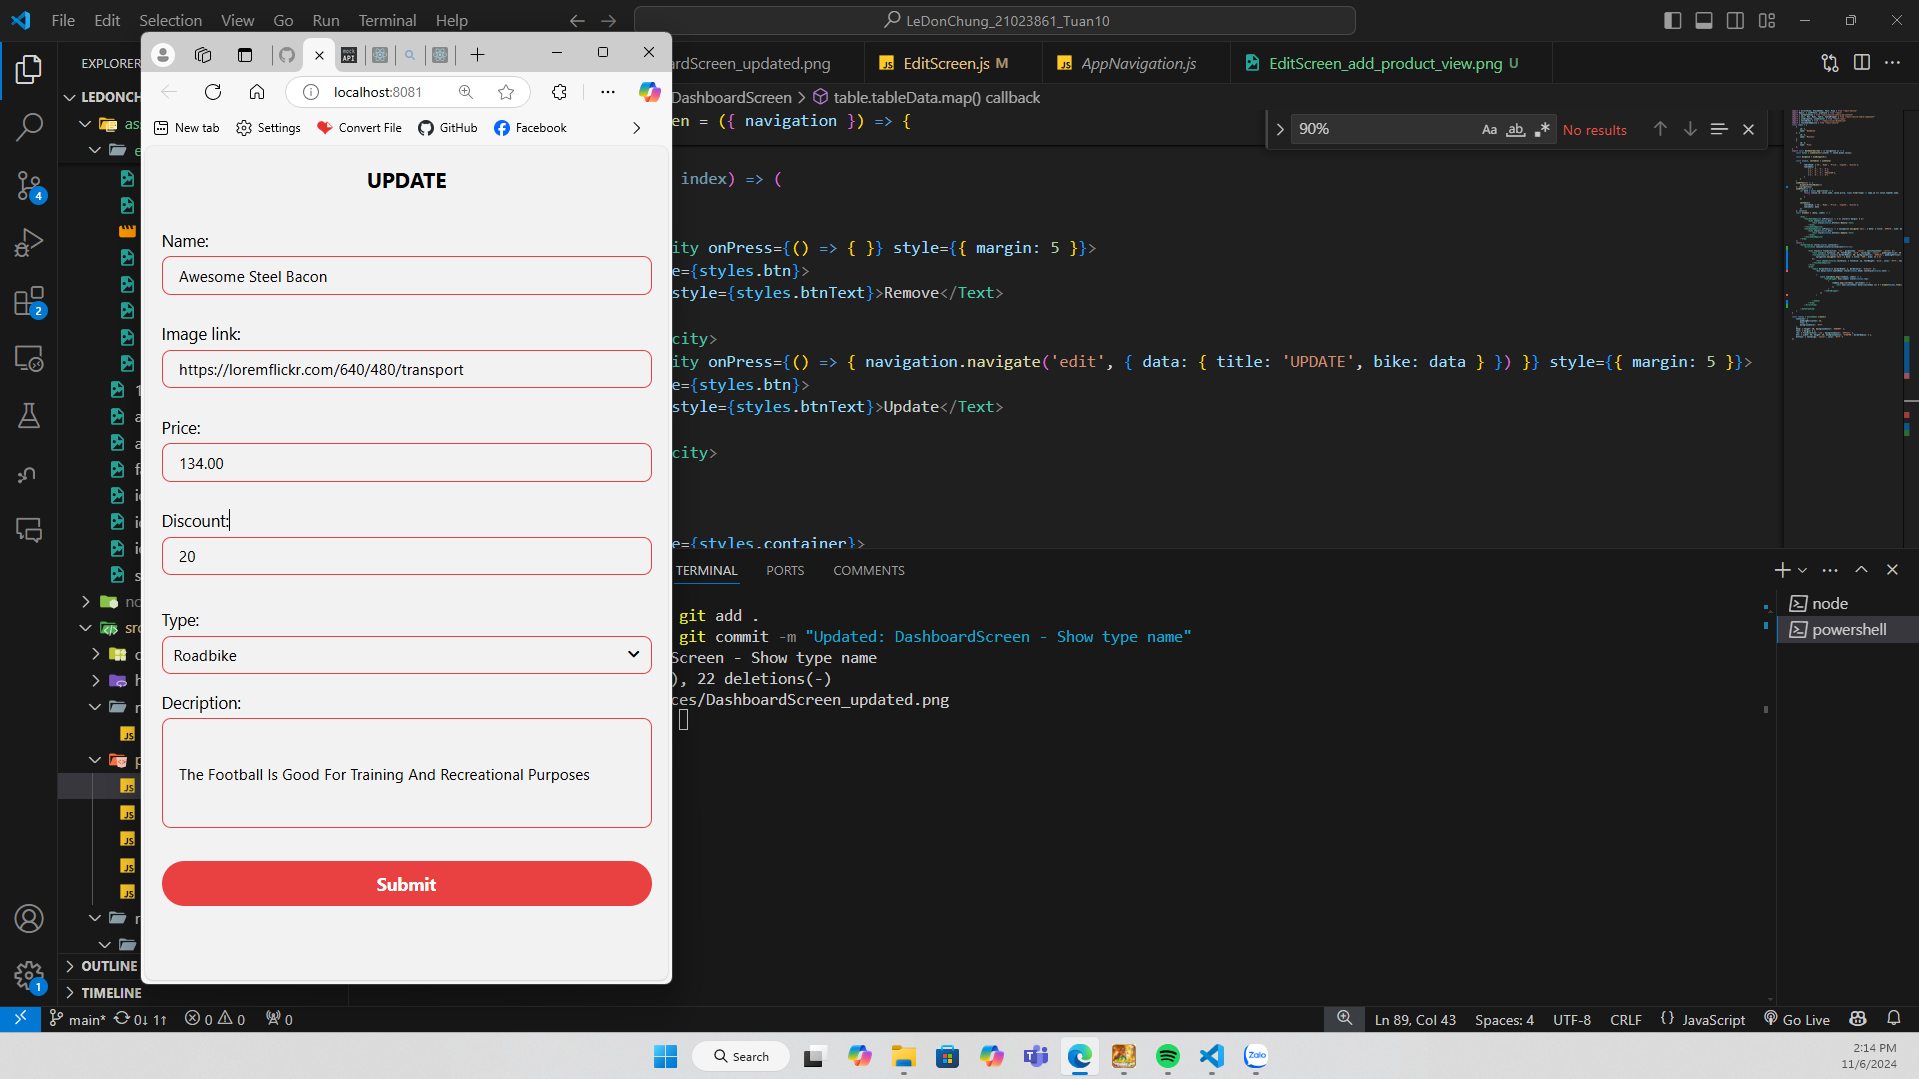 File Edit Selection View Go Run Terminal Help
LeDonChung_21023861_Tuan10
EXPLORER
LEDONCH
4
2
1
no
OUTLINE
TIMELINE
mock API
localhost:8081
New tab Settings Convert File GitHub Facebook
UPDATE
Name:
Awesome Steel Bacon
Image link:
https://loremflickr.com/640/480/transport
Price:
134.00
Discount:
20
Type:
Roadbike
Decription:
The Football Is Good For Training And Recreational Purposes
Submit
ardScreen_updated.png EditScreen.js M AppNavigation.js EditScreen_add_product_view.png U
DashboardScreen > table.tableData.map() callback
en = ({ navigation }) => {
90% Aa ab No results
index) => (
ity onPress={() => { }} style={{ margin: 5 }}>
e={styles.btn}>
style={styles.btnText}>Remove</Text>
city>
ity onPress={() => { navigation.navigate('edit', { data: { title: 'UPDATE', bike: data } }) }} style={{ margin: 5 }}>
e={styles.btn}>
style={styles.btnText}>Update</Text>
city>
e={styles.container}>
TERMINAL PORTS COMMENTS
git add .
git commit -m "Updated: DashboardScreen - Show type name"
Screen - Show type name
), 22 deletions(-)
ces/DashboardScreen_updated.png
node
powershell
main* 0↓ 1↑ 0 0 0
Ln 89, Col 43 Spaces: 4 UTF-8 CRLF {} JavaScript Go Live
Search
Zalo
2:14 PM
11/6/2024